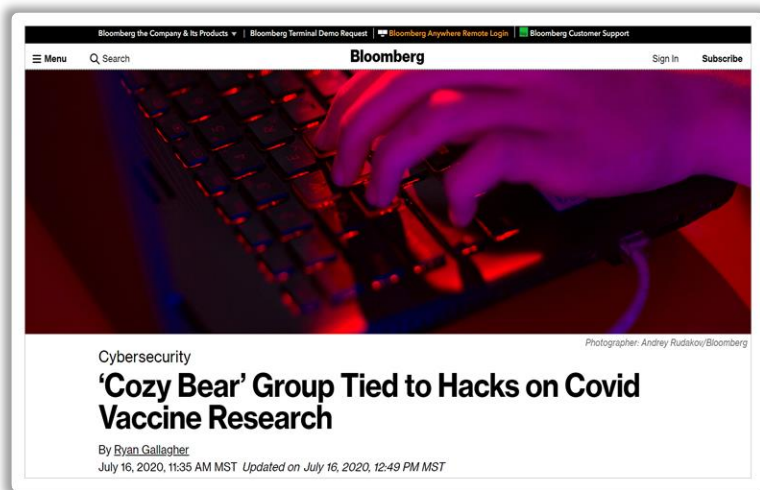 Bloomberg the Company & Its Products ▾ | Bloomberg Terminal Demo Request | Bloomberg Anywhere Remote Login | Bloomberg Customer Support
Menu Search Bloomberg Sign In Subscribe
Photographer: Andrey Rudakov/Bloomberg
Cybersecurity
‘Cozy Bear’ Group Tied to Hacks on Covid
Vaccine Research
By Ryan Gallagher
July 16, 2020, 11:35 AM MST Updated on July 16, 2020, 12:49 PM MST